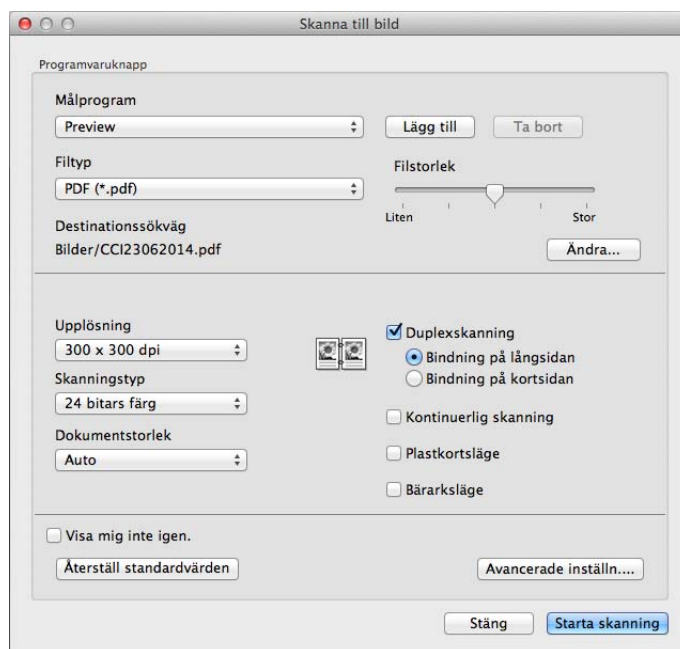 Skanna till bild
Programvaruknapp
Målprogram
Preview
Lägg till
Ta bort
Filtyp
PDF (*.pdf)
Filstorlek
Liten
Stor
Destinationssökväg
Bilder/CCI23062014.pdf
Ändra...
Upplösning
300 x 300 dpi
Skanningstyp
24 bitars färg
Dokumentstorlek
Auto
Duplexskanning
Bindning på långsidan
Bindning på kortsidan
Kontinuerlig skanning
Plastkortsläge
Bärarksläge
Visa mig inte igen.
Återställ standardvärden
Avancerade inställn....
Stäng
Starta skanning